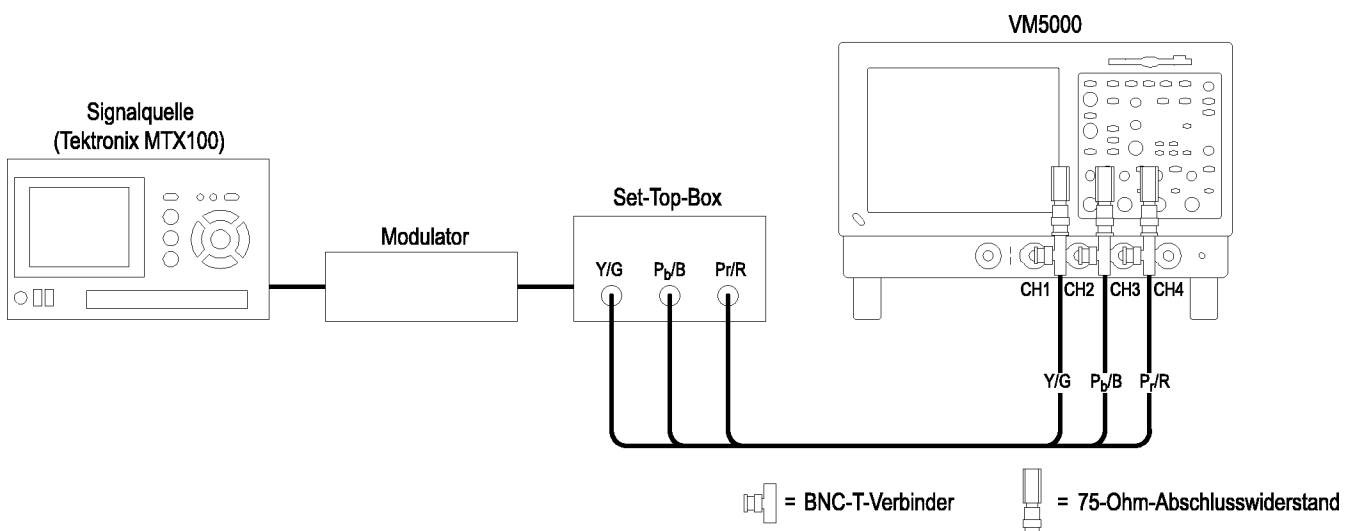 VM5000
Signalquelle
(Tektronix MTX100)
Set-Top-Box
Modulator
Y/G Pb/B Pr/R
CH1 CH2 CH3 CH4
Y/G Pb/B Pr/R
= BNC-T-Verbinder
= 75-Ohm-Abschlusswiderstand